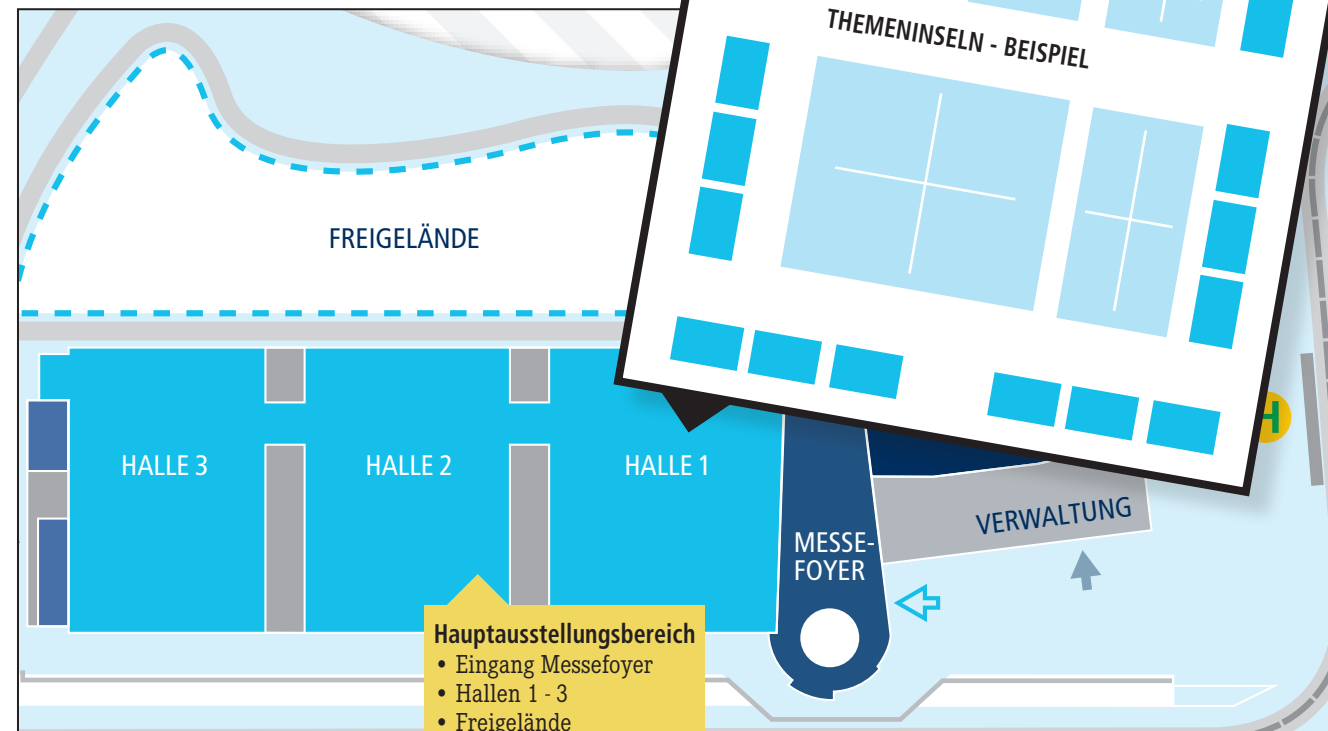 THEMENINSELN - BEISPIEL
FREIGELÄNDE
HALLE 3
HALLE 2
HALLE 1
H
VERWALTUNG
MESSE-
FOYER
Hauptausstellungsbereich
• Eingang Messefoyer
• Hallen 1 - 3
• Freigelände